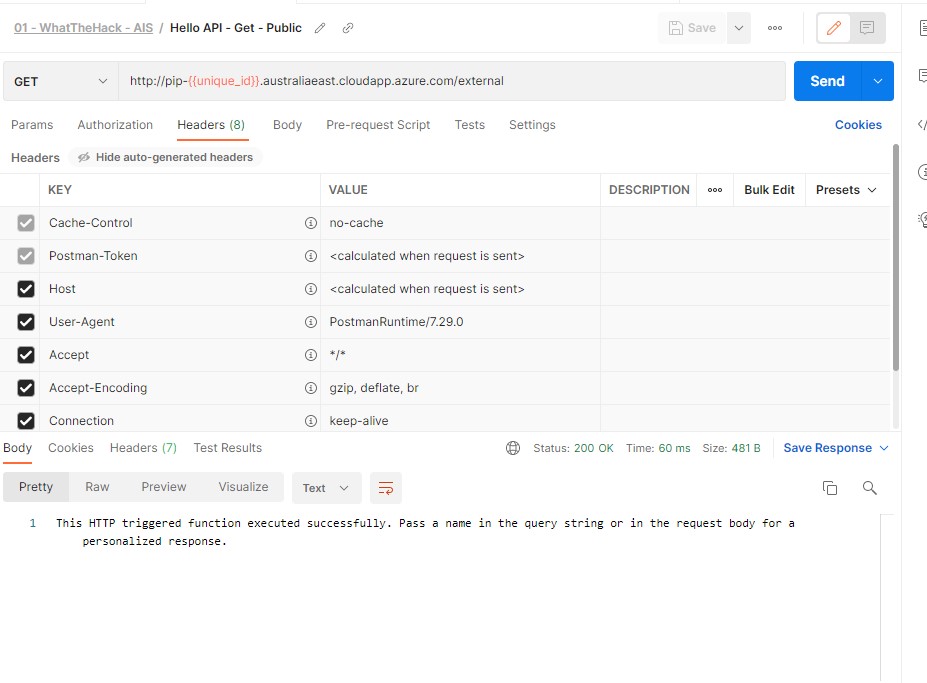 01 - WhatTheHack - AIS / Hello API - Get - Public
Save
GET http://pip-{{unique_id}}.australiaeast.cloudapp.azure.com/external Send
Params Authorization Headers (8) Body Pre-request Script Tests Settings Cookies
Headers Hide auto-generated headers
KEY VALUE DESCRIPTION Bulk Edit Presets
Cache-Control no-cache
Postman-Token <calculated when request is sent>
Host <calculated when request is sent>
User-Agent PostmanRuntime/7.29.0
Accept */*
Accept-Encoding gzip, deflate, br
Connection keep-alive
Body Cookies Headers (7) Test Results Status: 200 OK Time: 60 ms Size: 481 B Save Response
Pretty Raw Preview Visualize Text
1 This HTTP triggered function executed successfully. Pass a name in the query string or in the request body for a
personalized response.